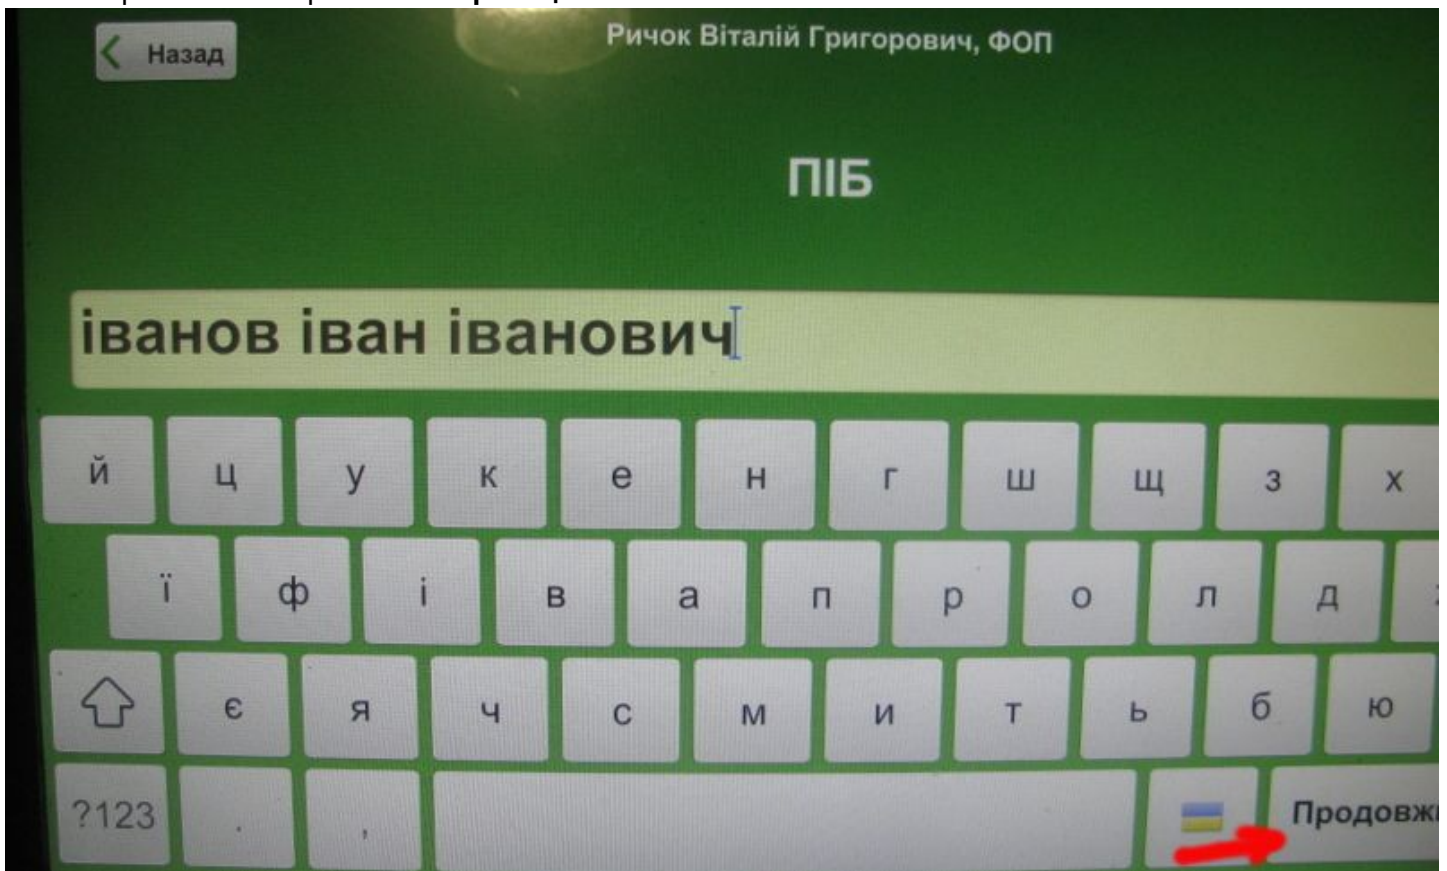 Назад
Ричок Віталій Григорович, ФОП
ПІБ
іванов іван іванович
й ц у к е н г ш щ з х
ї ф і в а п р о л д
є я ч с м и т ь б ю
?123 . ,